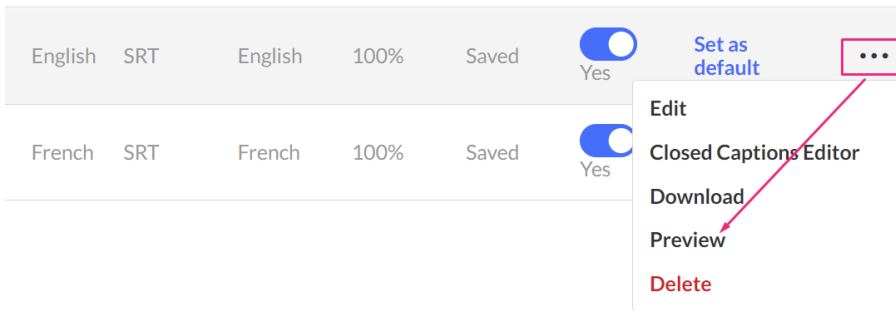 English SRT English 100% Saved Yes Set as default •••
French SRT French 100% Saved Yes
Edit
Closed Captions Editor
Download
Preview
Delete